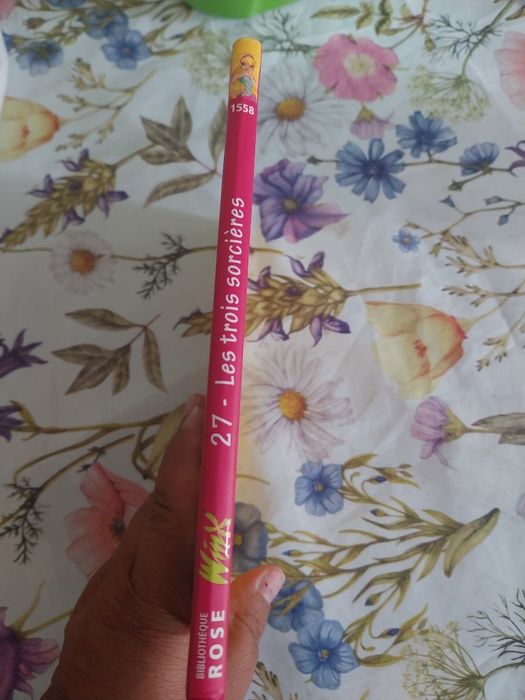 1558
27 - Les trois sorcières
Winx
BIBLIOTHÈQUE
ROSE